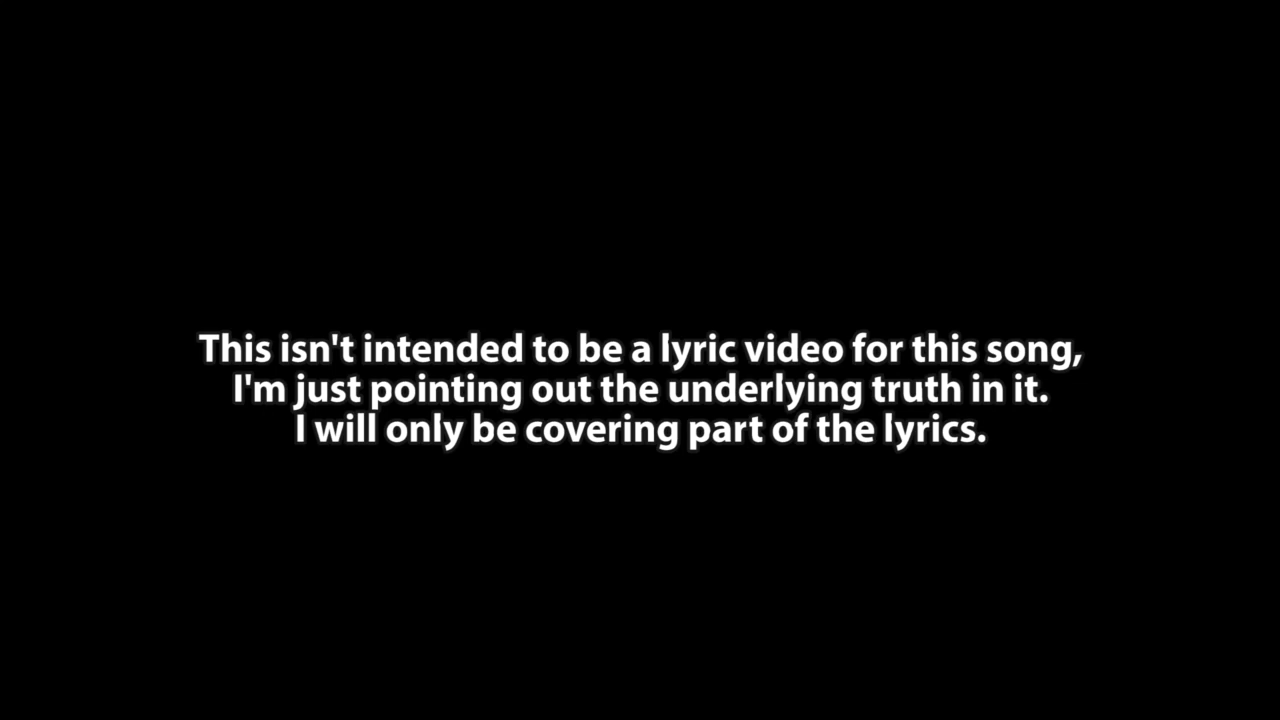 This isn't intended to be a lyric video for this song,
I'm just pointing out the underlying truth in it.
I will only be covering part of the lyrics.